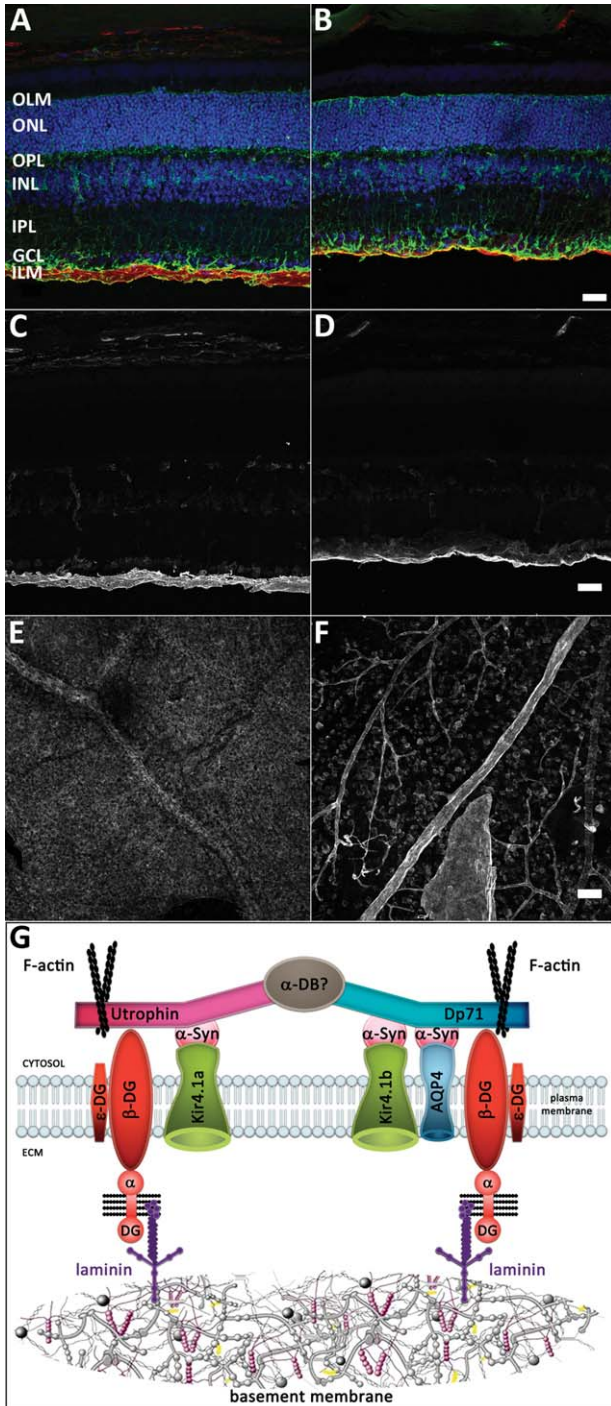 A
B
OLM
ONL
OPL
INL
IPL
GCL
ILM
C
D
E
F
G
F-actin
F-actin
α-DB?
Utrophin
Dp71
α-Syn
α-Syn
α-Syn
CYTOSOL
ε-DG
β-DG
Kir4.1a
Kir4.1b
AQP4
β-DG
ε-DG
plasma
membrane
ECM
α
α
DG
DG
laminin
laminin
basement membrane